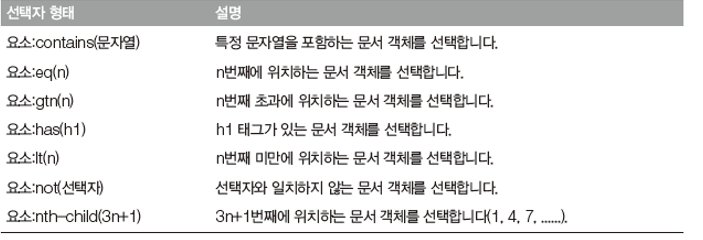 선택자 형태 설명
요소:contains(문자열) 특정 문자열을 포함하는 문서 객체를 선택합니다.
요소:eq(n) n번째에 위치하는 문서 객체를 선택합니다.
요소:gtn(n) n번째 초과에 위치하는 문서 객체를 선택합니다.
요소:has(h1) h1 태그가 있는 문서 객체를 선택합니다.
요소:lt(n) n번째 미만에 위치하는 문서 객체를 선택합니다.
요소:not(선택자) 선택자와 일치하지 않는 문서 객체를 선택합니다.
요소:nth-child(3n+1) 3n+1번째에 위치하는 문서 객체를 선택합니다(1, 4, 7, ......).